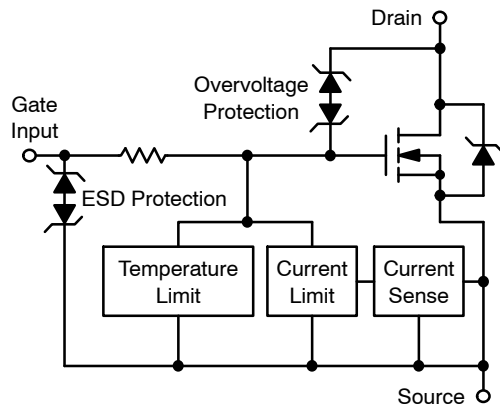 Drain
Overvoltage
Protection
Gate
Input
ESD Protection
Temperature
Limit
Current
Limit
Current
Sense
Source